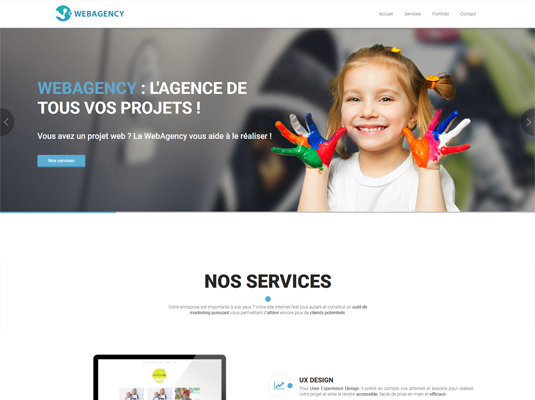 WEBAGENCY
Accueil Services Portfolio Contact
WEBAGENCY : L'AGENCE DE
TOUS VOS PROJETS !
Vous avez un projet web ? La WebAgency vous aide à le réaliser !
Nos services
NOS SERVICES
Votre entreprise est importante à vos yeux ? Votre site internet l'est tout autant et constitut un outil de
marketing puissant vous permettant d'attirer encore plus de clients potentiels.
UX DESIGN
Pour User Experience Design. Il prend en compte vos attentes et besoins pour réaliser
votre projet et ainsi le rendre accessible, facile de prise en main et efficace.